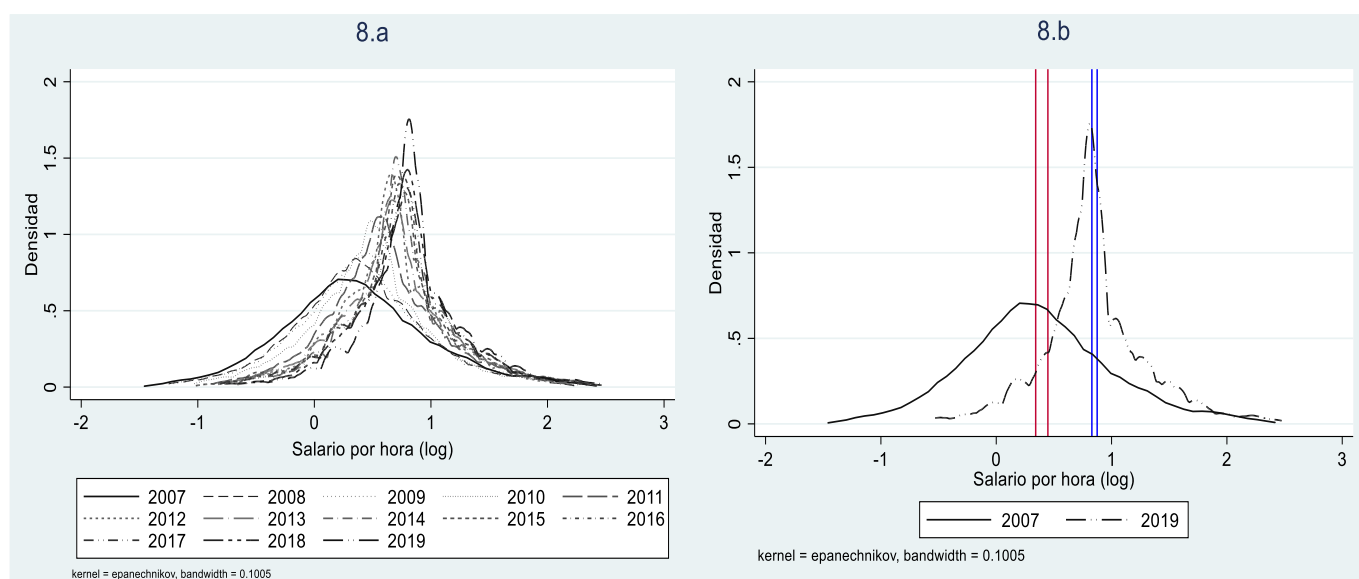 8.a
2
1.5
1
.5
0
Densidad
-2 -1 0 1 2 3
Salario por hora (log)
2007 2008 2009 2010 2011
2012 2013 2014 2015 2016
2017 2018 2019
kernel = epanechnikov, bandwidth = 0.1005
8.b
2
1.5
1
.5
0
Densidad
-2 -1 0 1 2 3
Salario por hora (log)
2007 2019
kernel = epanechnikov, bandwidth = 0.1005